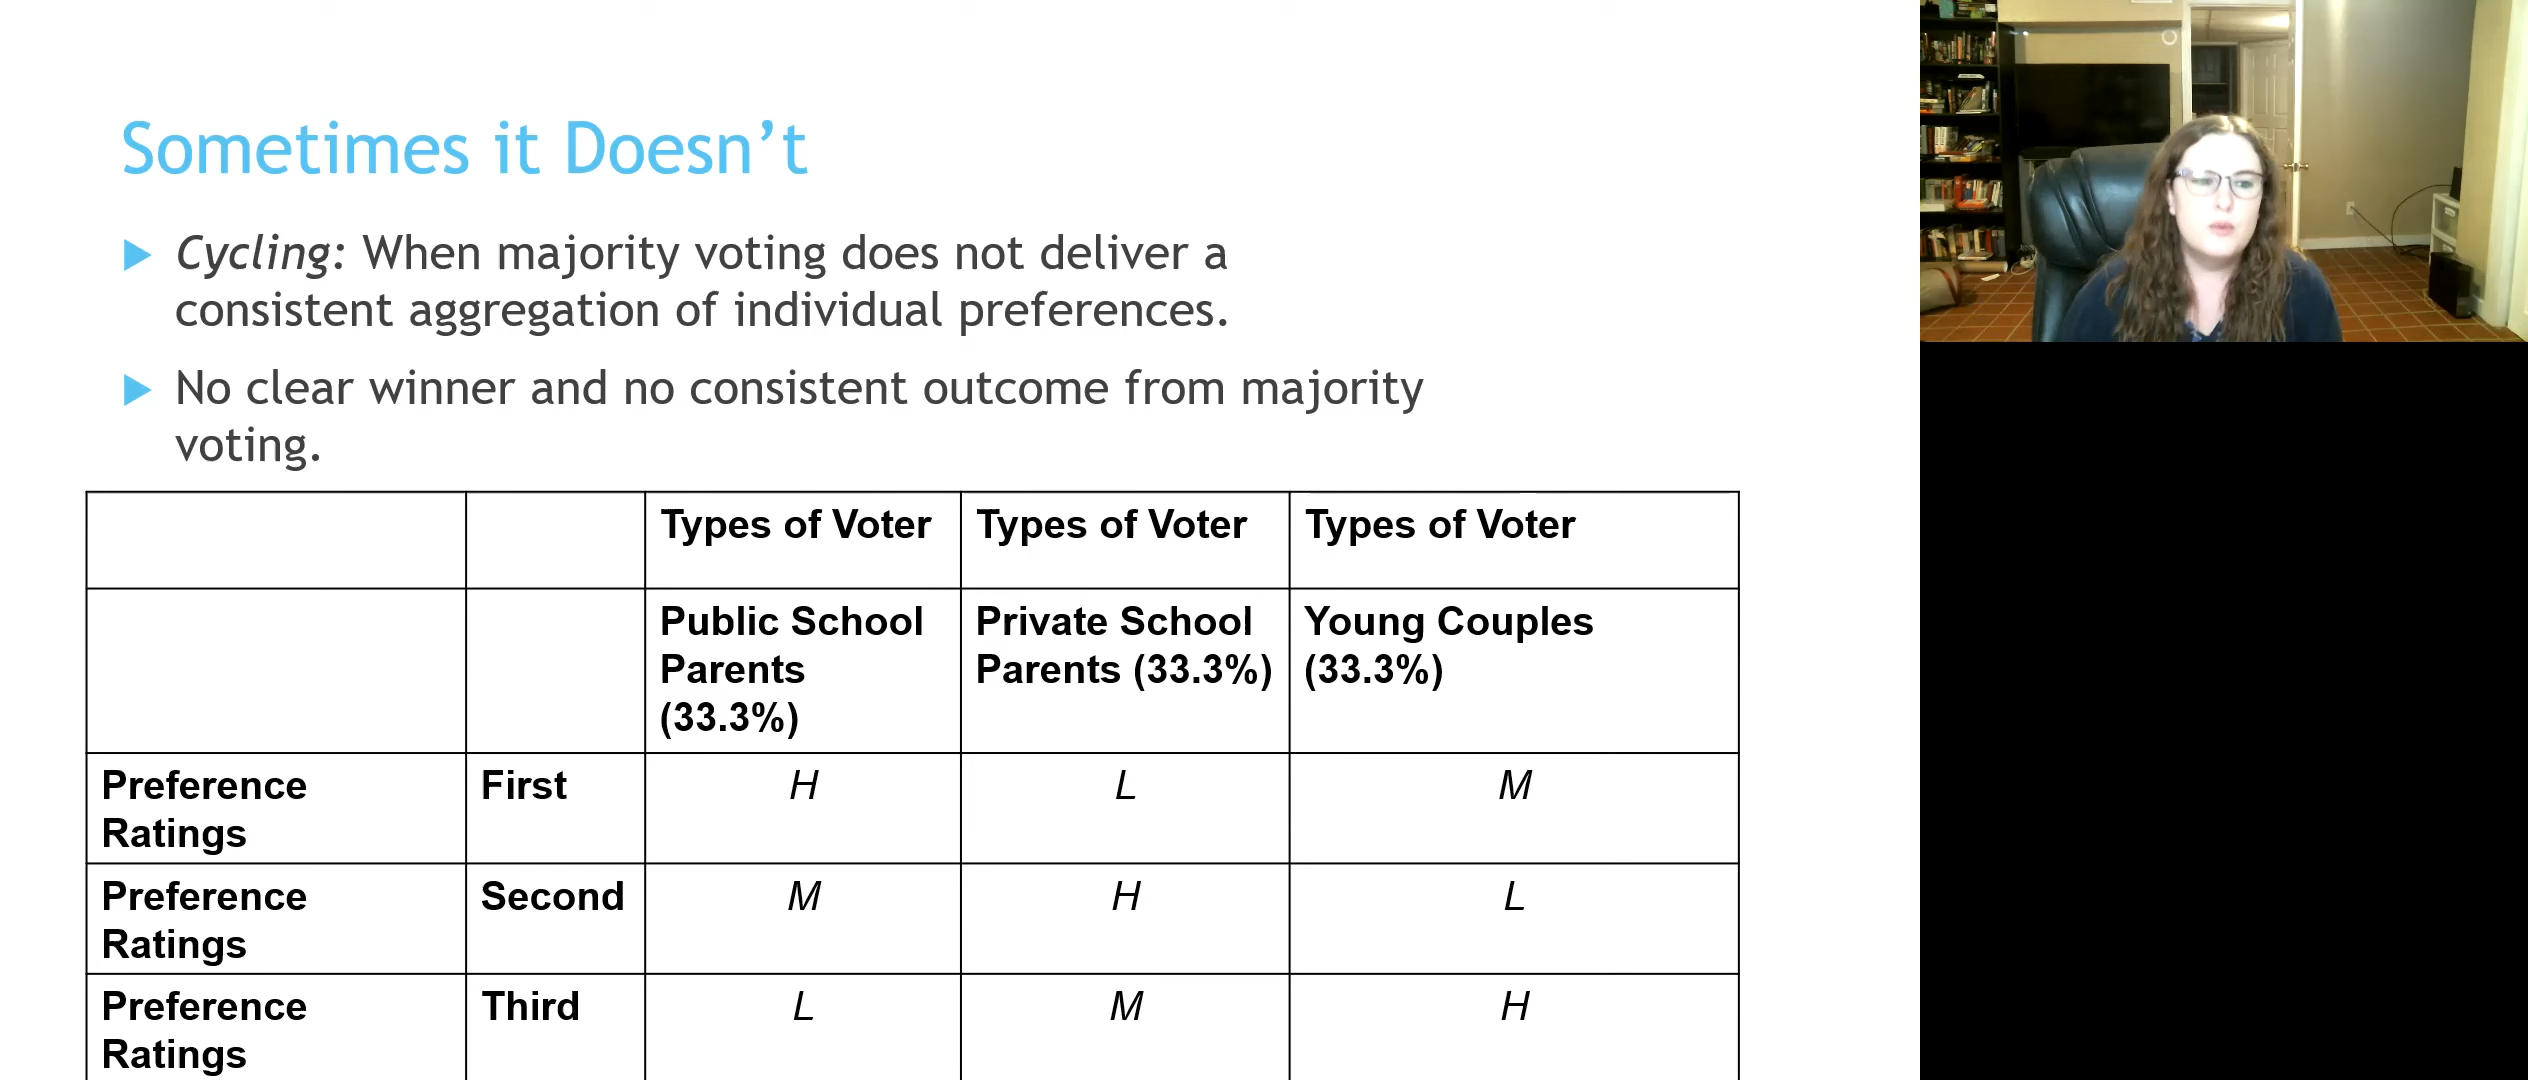 Sometimes it Doesn't
Cycling: When majority voting does not deliver a
consistent aggregation of individual preferences.
No clear winner and no consistent outcome from majority
voting.
Types of Voter Types of Voter Types of Voter
Public School Private School Young Couples
Parents Parents (33.3%) (33.3%)
(33.3%)
Preference First H L M
Ratings
Preference Second M H L
Ratings
Preference Third L M H
Ratings